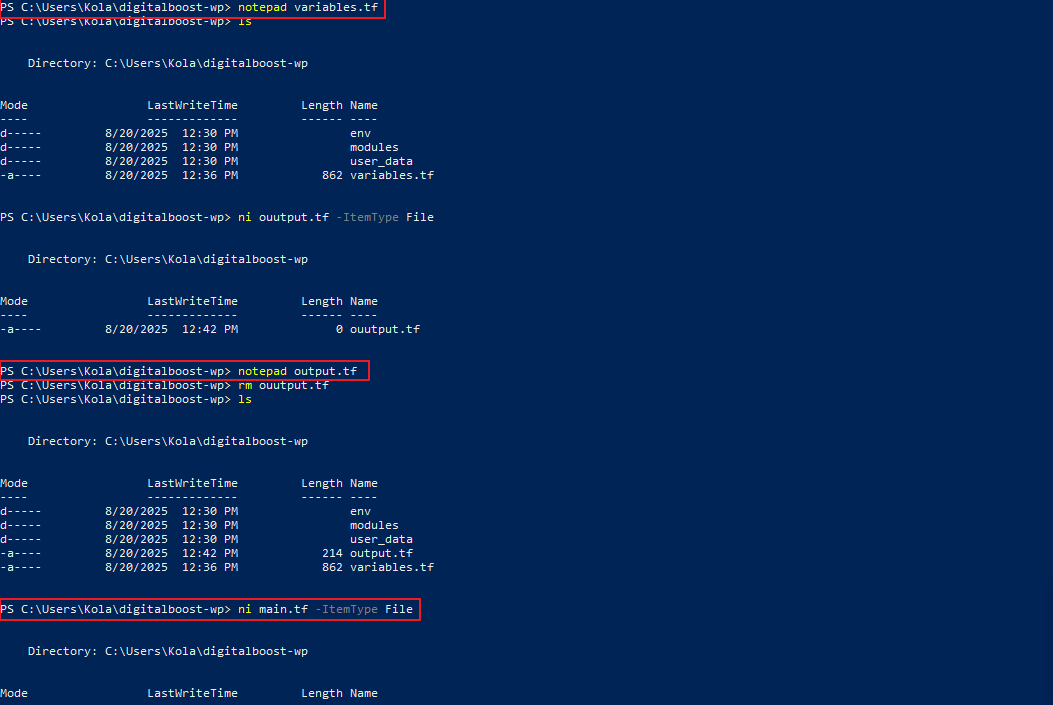 PS C:\Users\Kola\digitalboost-wp> notepad variables.tf
PS C:\Users\Kola\digitalboost-wp> ls
Directory: C:\Users\Kola\digitalboost-wp
Mode LastWriteTime Length Name
---- ------------- ------ ----
d----- 8/20/2025 12:30 PM env
d----- 8/20/2025 12:30 PM modules
d----- 8/20/2025 12:30 PM user_data
-a---- 8/20/2025 12:36 PM 862 variables.tf
PS C:\Users\Kola\digitalboost-wp> ni ouutput.tf -ItemType File
Directory: C:\Users\Kola\digitalboost-wp
Mode LastWriteTime Length Name
---- ------------- ------ ----
-a---- 8/20/2025 12:42 PM 0 ouutput.tf
PS C:\Users\Kola\digitalboost-wp> notepad output.tf
PS C:\Users\Kola\digitalboost-wp> rm ouutput.tf
PS C:\Users\Kola\digitalboost-wp> ls
Directory: C:\Users\Kola\digitalboost-wp
Mode LastWriteTime Length Name
---- ------------- ------ ----
d----- 8/20/2025 12:30 PM env
d----- 8/20/2025 12:30 PM modules
d----- 8/20/2025 12:30 PM user_data
-a---- 8/20/2025 12:42 PM 214 output.tf
-a---- 8/20/2025 12:36 PM 862 variables.tf
PS C:\Users\Kola\digitalboost-wp> ni main.tf -ItemType File
Directory: C:\Users\Kola\digitalboost-wp
Mode LastWriteTime Length Name